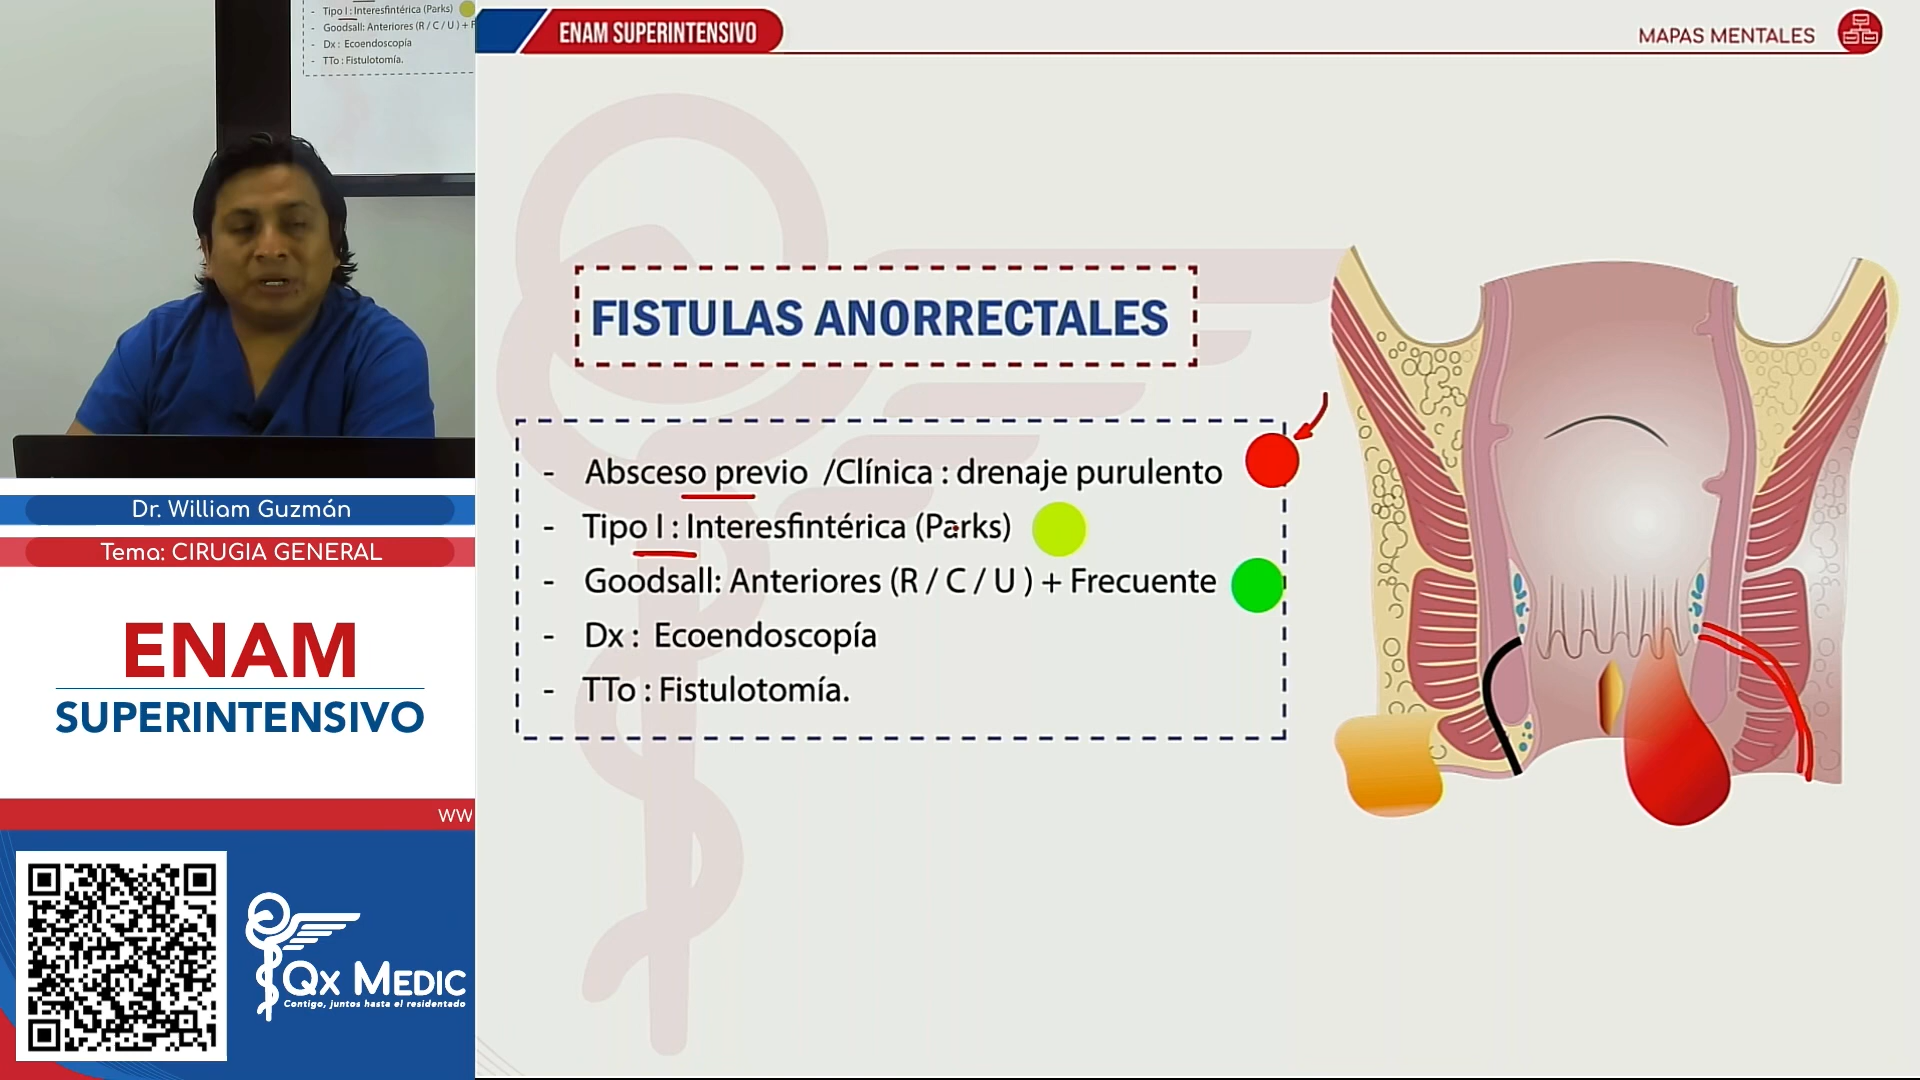 - Tipo I : Interesfintérica (Parks)
- Goodsall: Anteriores (R / C / U ) + F
- Dx : Ecoendoscopía
- TTo : Fistulotomía.
ENAM SUPERINTENSIVO
MAPAS MENTALES
FISTULAS ANORRECTALES
- Absceso previo /Clínica : drenaje purulento
- Tipo I : Interesfintérica (Parks)
- Goodsall: Anteriores (R / C / U ) + Frecuente
- Dx : Ecoendoscopía
- TTo : Fistulotomía.
Dr. William Guzmán
Tema: CIRUGIA GENERAL
ENAM
SUPERINTENSIVO
WW
QX MEDIC
Contigo, juntos hasta el residentado